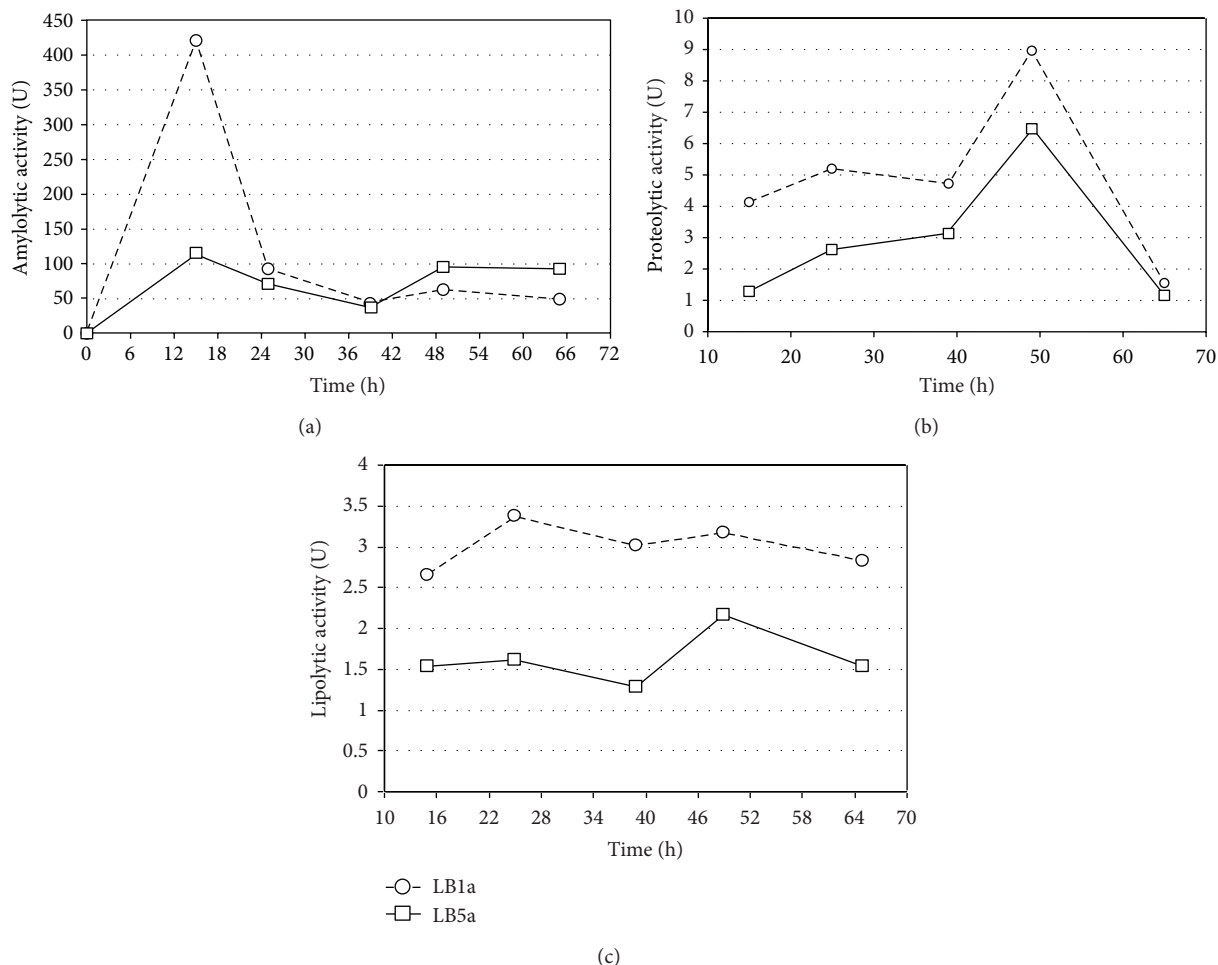 Amylolytic activity (U)
450
400
350
300
250
200
150
100
50
0
0 6 12 18 24 30 36 42 48 54 60 66 72
Time (h)
(a)
Proteolytic activity (U)
10
9
8
7
6
5
4
3
2
1
0
10 20 30 40 50 60 70
Time (h)
(b)
Lipolytic activity (U)
4
3.5
3
2.5
2
1.5
1
0.5
0
10 16 22 28 34 40 46 52 58 64 70
Time (h)
LB1a
LB5a
(c)